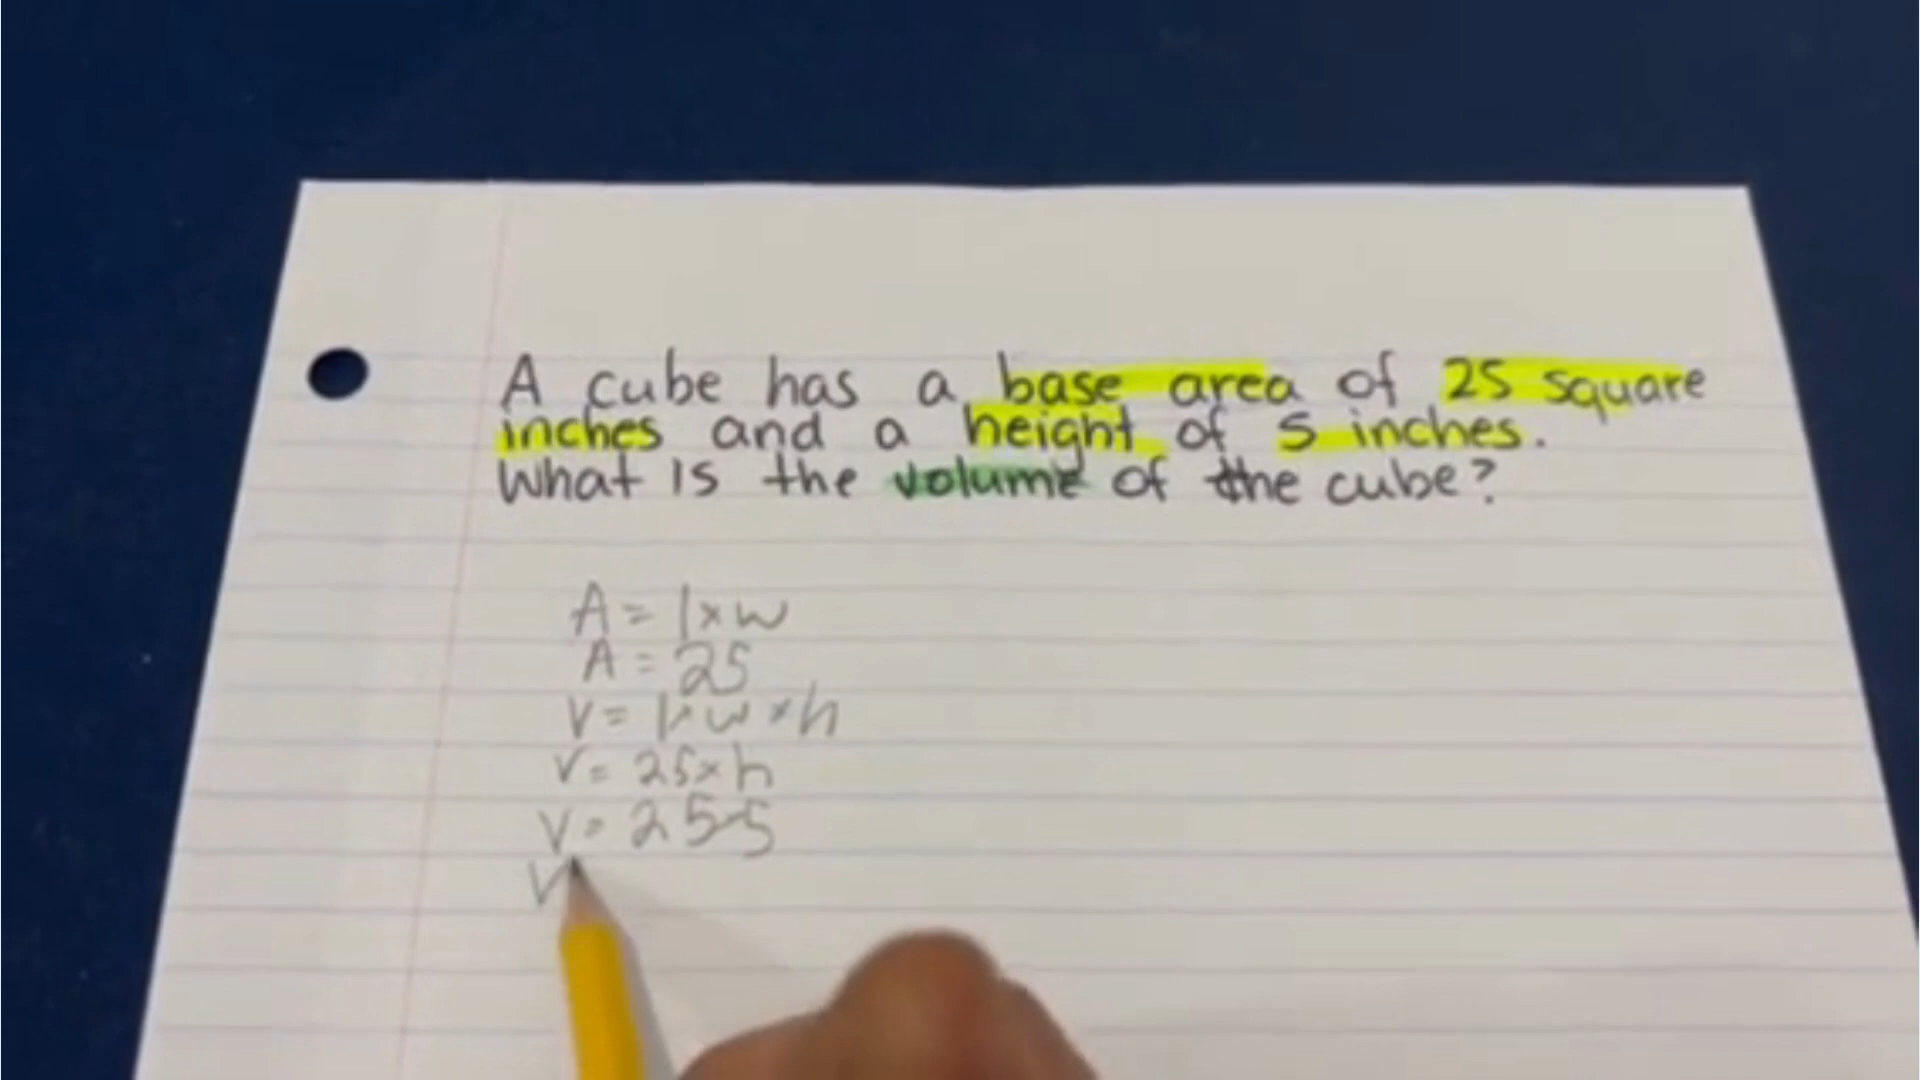 A cube has a base area of 25 square
inches and a height of 5 inches.
What is the volume of the cube?
A = l x w
A = 25
V = l x w x h
V = 25 x h
V = 25 · 5
V